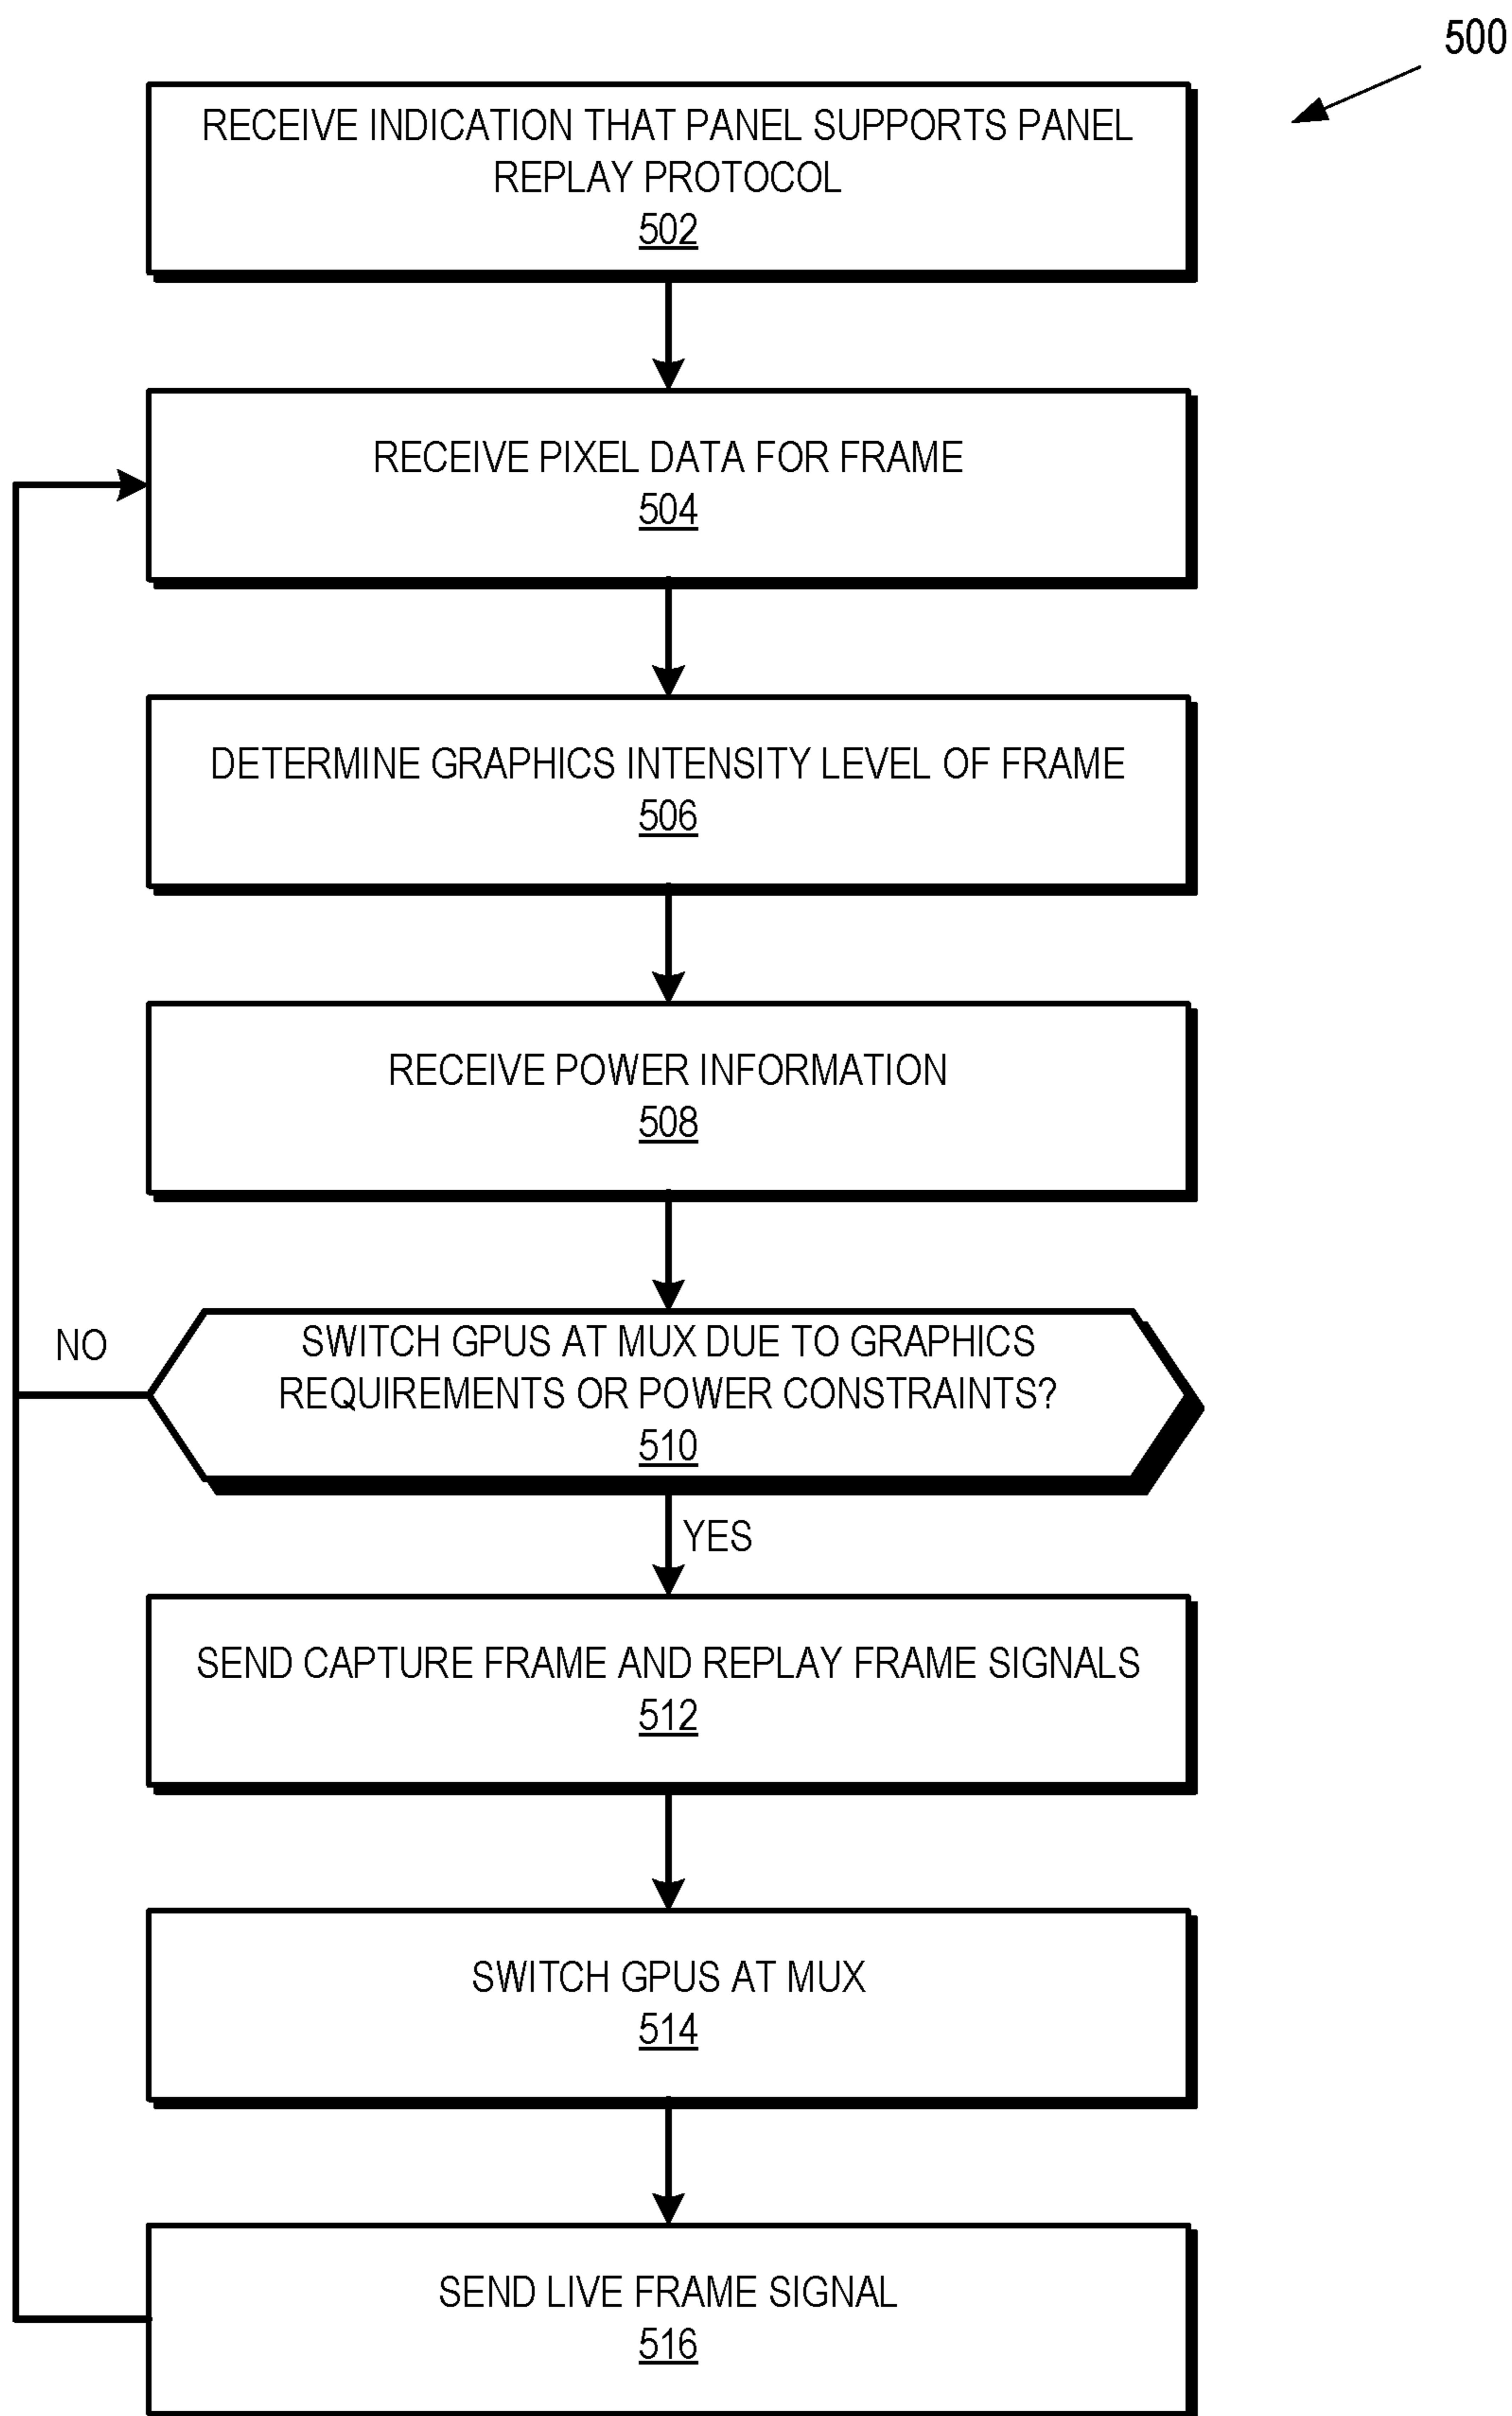 500
RECEIVE INDICATION THAT PANEL SUPPORTS PANEL
REPLAY PROTOCOL
502
RECEIVE PIXEL DATA FOR FRAME
504
DETERMINE GRAPHICS INTENSITY LEVEL OF FRAME
506
RECEIVE POWER INFORMATION
508
NO
SWITCH GPUS AT MUX DUE TO GRAPHICS
REQUIREMENTS OR POWER CONSTRAINTS?
510
YES
SEND CAPTURE FRAME AND REPLAY FRAME SIGNALS
512
SWITCH GPUS AT MUX
514
SEND LIVE FRAME SIGNAL
516